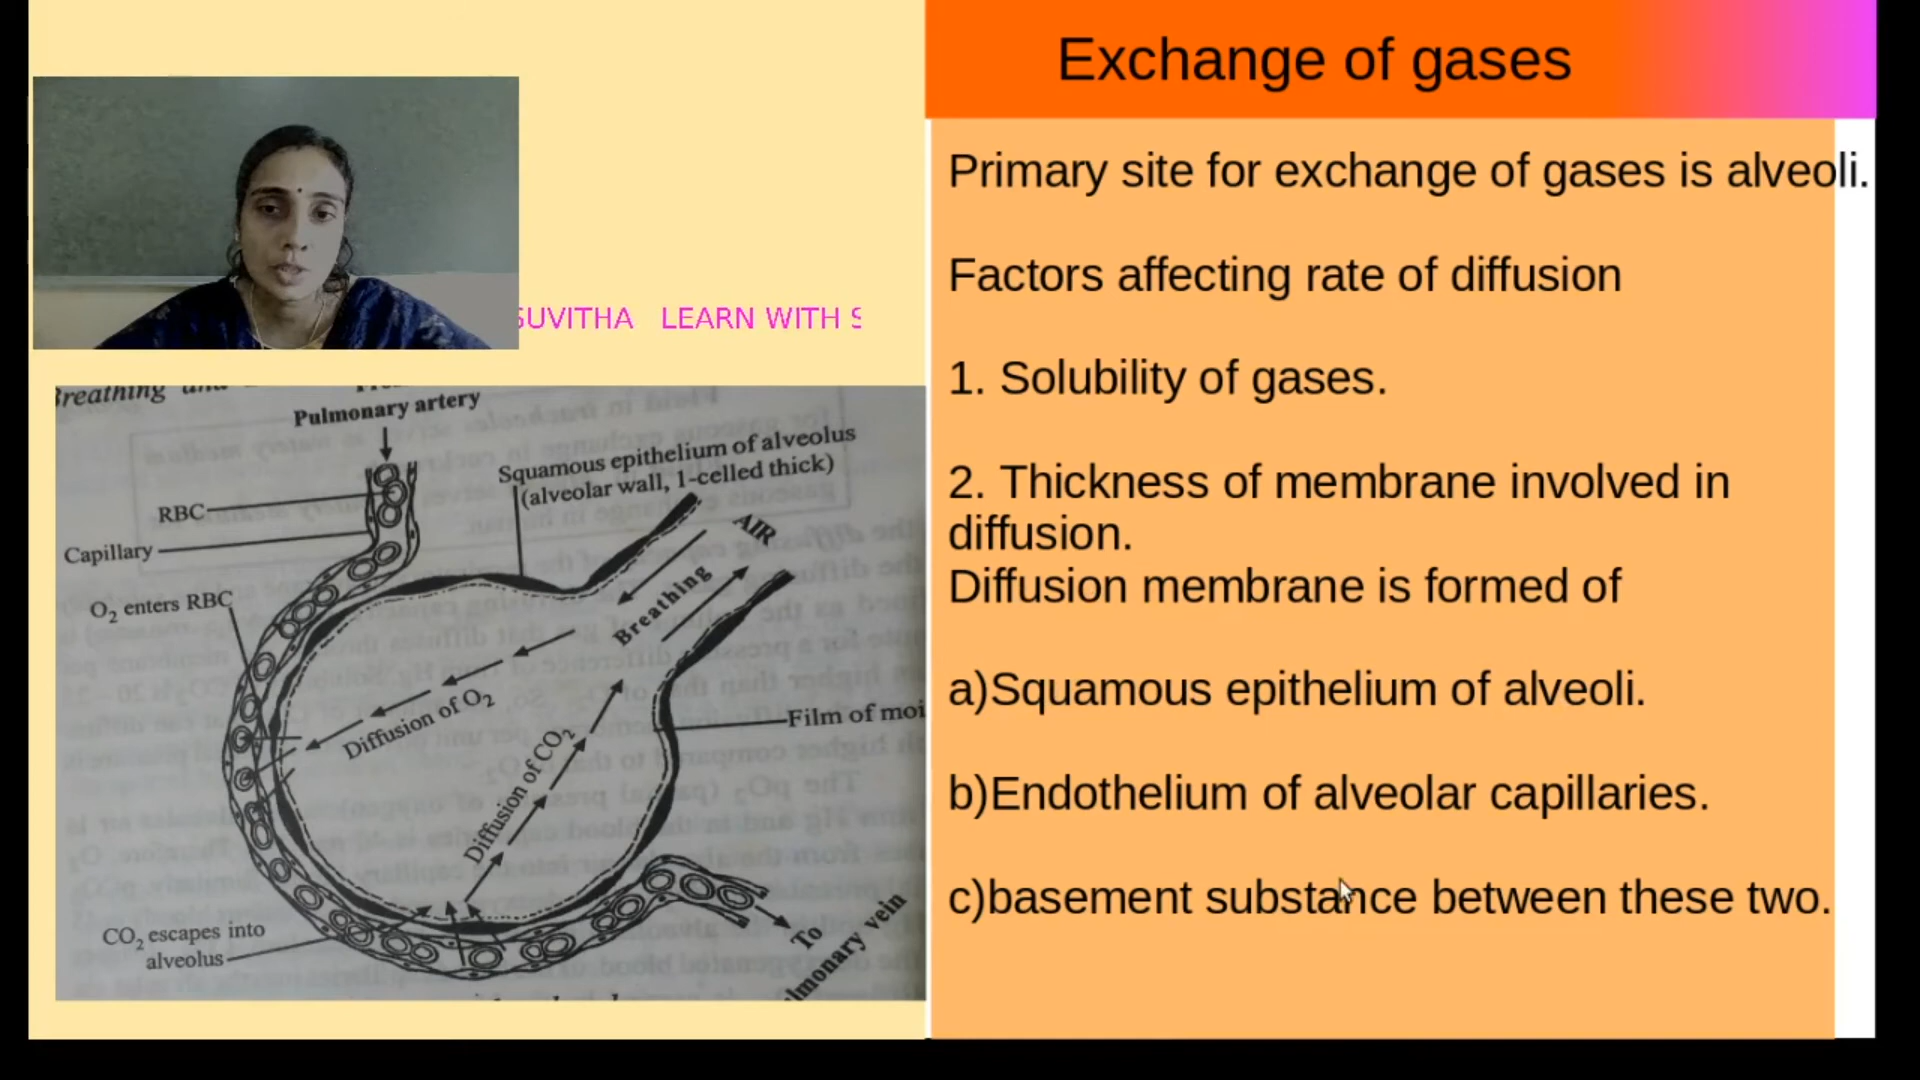 Exchange of gases
Primary site for exchange of gases is alveoli.
Factors affecting rate of diffusion
1. Solubility of gases.
2. Thickness of membrane involved in
diffusion.
Diffusion membrane is formed of
a)Squamous epithelium of alveoli.
b)Endothelium of alveolar capillaries.
c)basement substance between these two.
SUVITHA LEARN WITH S
Breathing and
Pulmonary artery
Squamous epithelium of alveolus
(alveolar wall, 1-celled thick)
RBC
Capillary
O2 enters RBC
AIR
Breathing
Diffusion of O2
Diffusion of CO2
Film of moi
CO2 escapes into
alveolus
To
lmonary vein